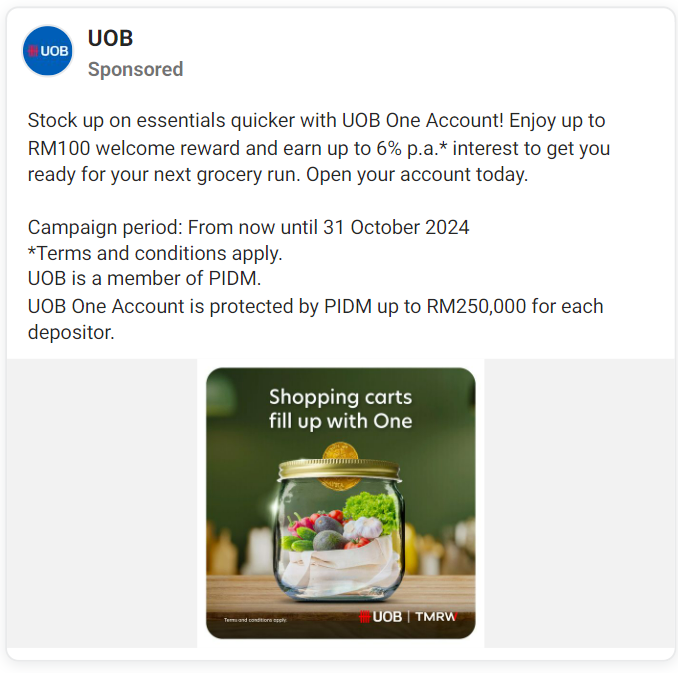 UOB
UOB
Sponsored
Stock up on essentials quicker with UOB One Account! Enjoy up to
RM100 welcome reward and earn up to 6% p.a.* interest to get you
ready for your next grocery run. Open your account today.
Campaign period: From now until 31 October 2024
*Terms and conditions apply.
UOB is a member of PIDM.
UOB One Account is protected by PIDM up to RM250,000 for each
depositor.
Shopping carts
fill up with One
Terms and conditions apply.
UOB | TMRW